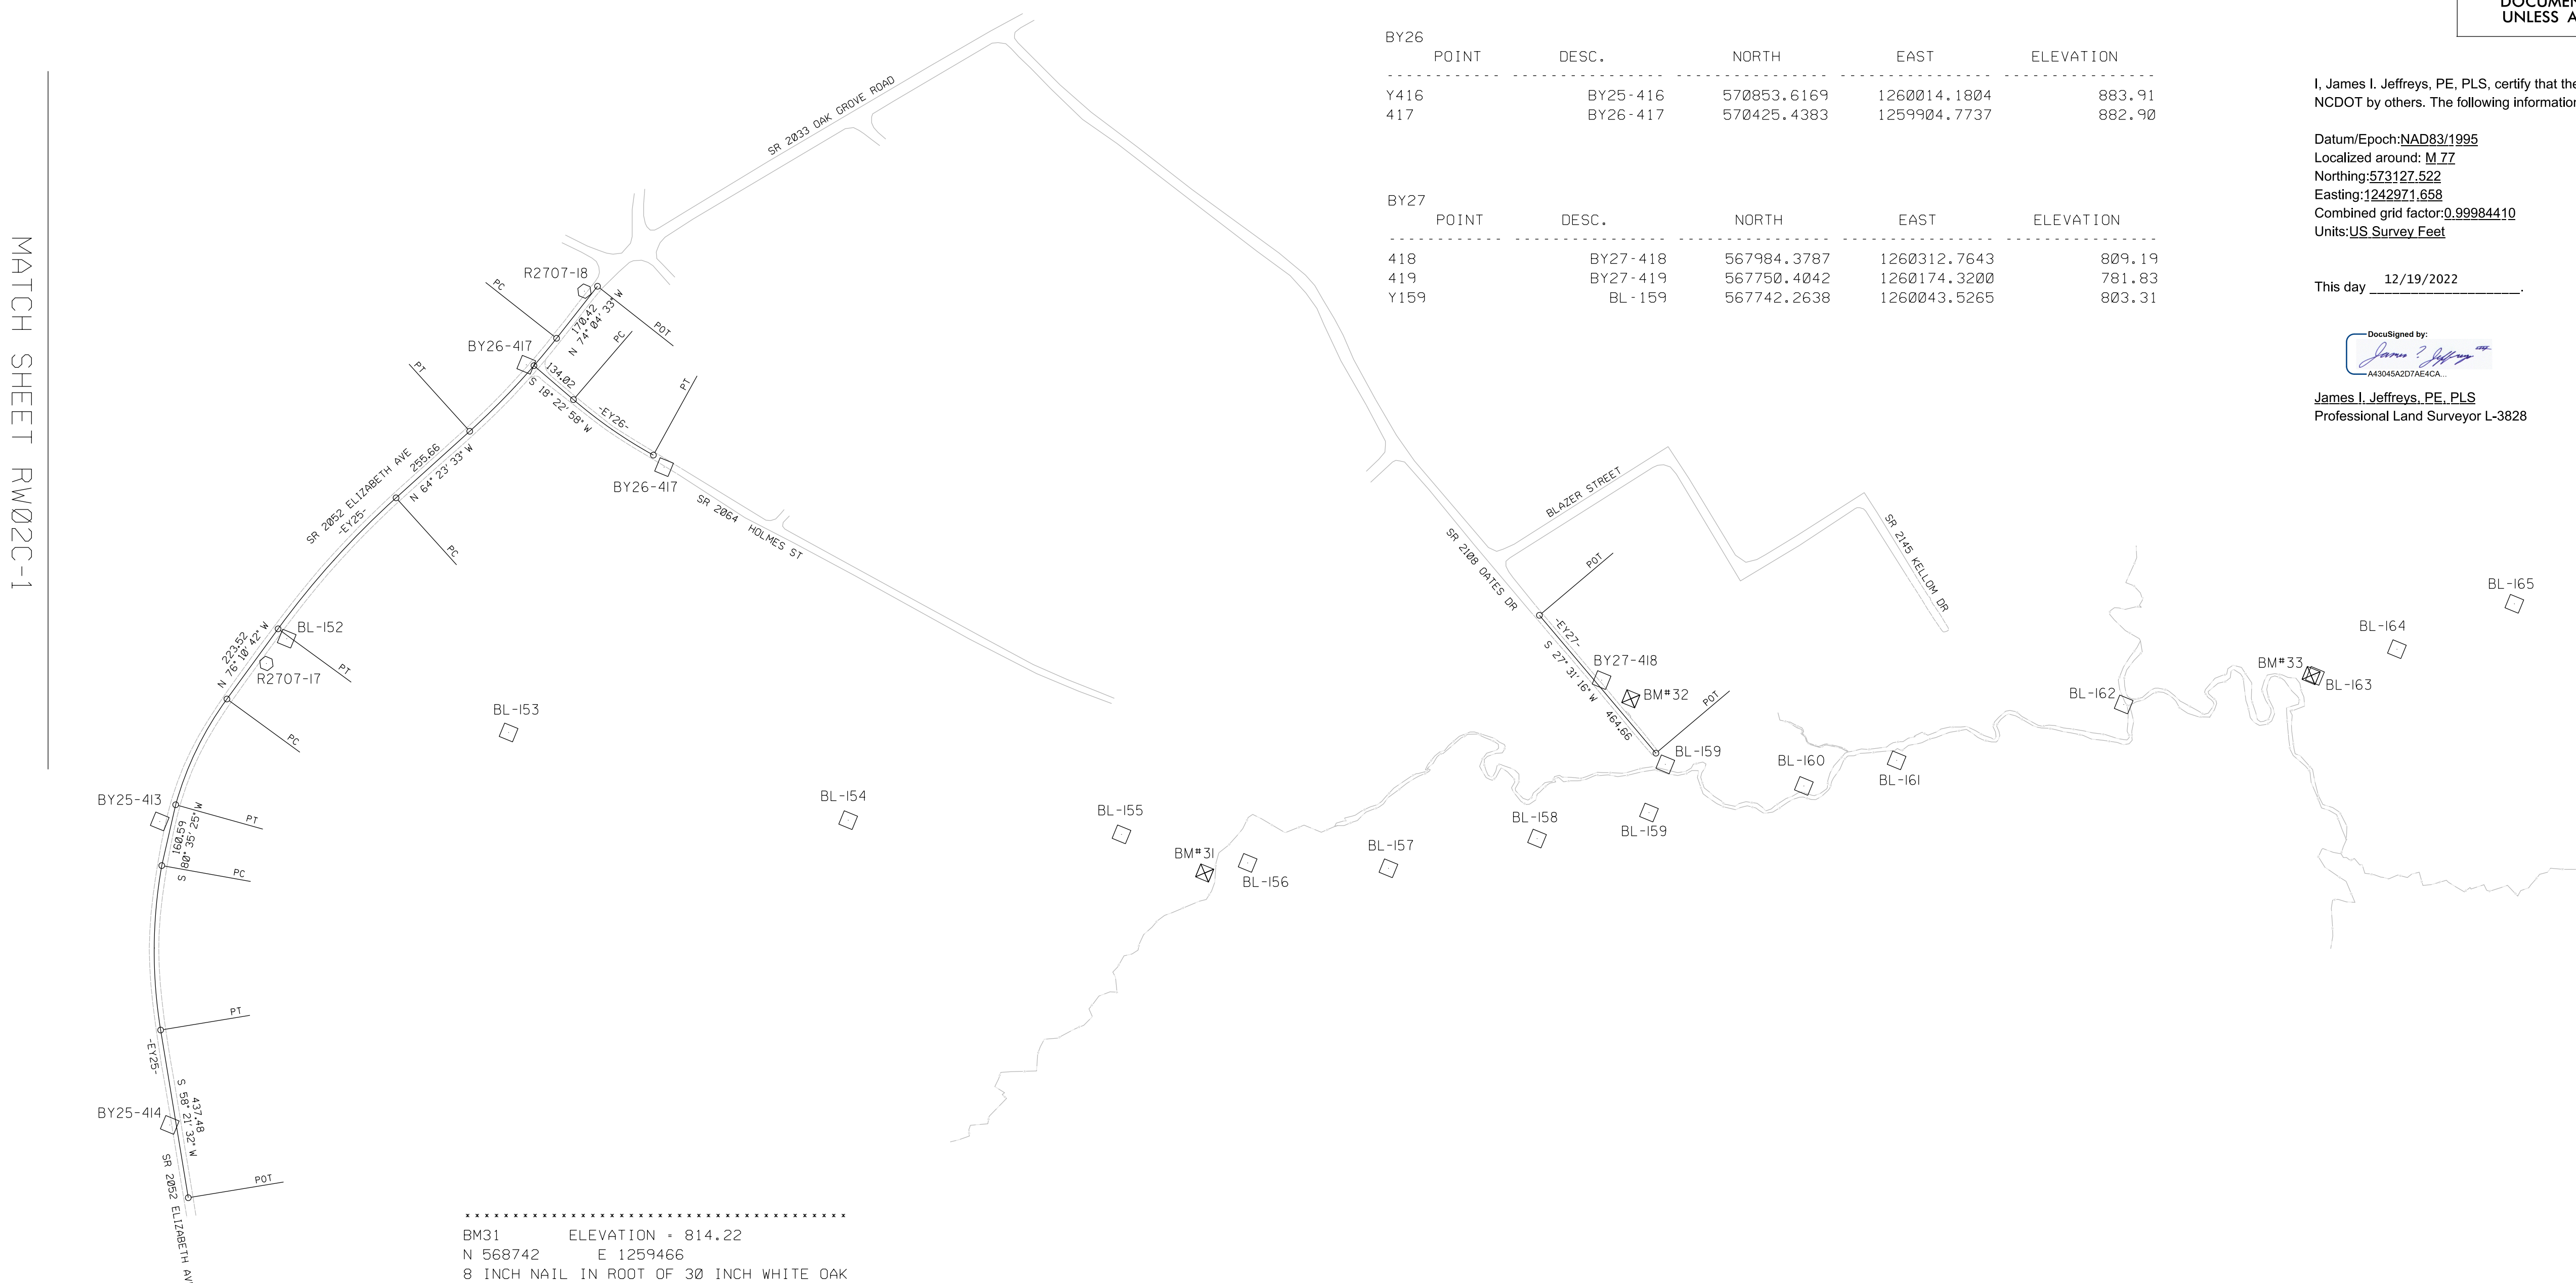 DOCUMEN
UNLESS A
BY26
POINT DESC. NORTH EAST ELEVATION
Y416 BY25-416 570853.6169 1260014.1804 883.91
417 BY26-417 570425.4383 1259904.7737 882.90
BY27
POINT DESC. NORTH EAST ELEVATION
418 BY27-418 567984.3787 1260312.7643 809.19
419 BY27-419 567750.4042 1260174.3200 781.83
Y159 BL-159 567742.2638 1260043.5265 803.31
I, James I. Jeffreys, PE, PLS, certify that the
NCDOT by others. The following information
Datum/Epoch:NAD83/1995
Localized around: M 77
Northing:573127.522
Easting:1242971.658
Combined grid factor:0.99984410
Units:US Survey Feet
This day 12/19/2022.
DocuSigned by:
A43045A2D7AE4CA...
James I. Jeffreys, PE, PLS
Professional Land Surveyor L-3828
MATCH SHEET RW02C-1
SR 2033 OAK GROVE ROAD
R2707-18
PC
170.42
N 74° 04' 33" W
POT
PC
BY26-417
134.02
S 18° 22' 58" W
PT
-EY26-
PT
BY26-417
SR 2064 HOLMES ST
255.66
N 64° 23' 33" W
SR 2052 ELIZABETH AVE
-EY25-
PC
BL-152
223.52
N 76° 10' 42" W
PT
R2707-17
PC
BL-153
BY25-413
PT
160.59
S 80° 35' 25" W
PC
BL-154
BL-155
BM#31
BL-156
BL-157
BL-158
BL-159
PT
-EY25-
437.48
S 58° 21' 32" W
BY25-414
POT
SR 2052 ELIZABETH AV
BLAZER STREET
SR 2108 OATES DR
SR 2145 KELLOM DR
POT
-EY27-
S 27° 31' 16" W
464.66
BY27-418
BM#32
POT
BL-159
BL-160
BL-161
BL-162
BM#33
BL-163
BL-164
BL-165
BM31 ELEVATION = 814.22
N 568742 E 1259466
8 INCH NAIL IN ROOT OF 30 INCH WHITE OAK